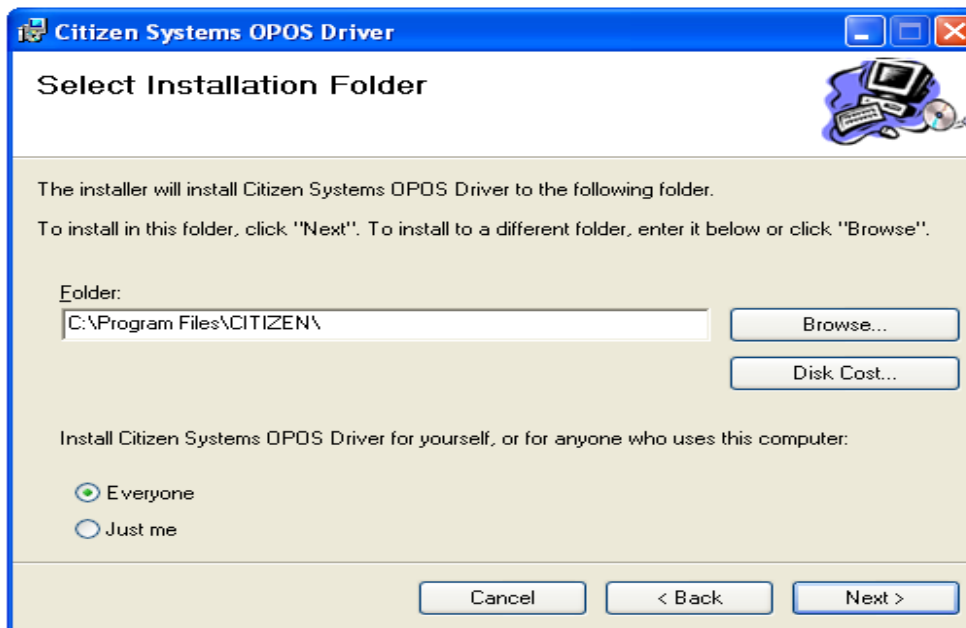 Citizen Systems OPOS Driver
Select Installation Folder
The installer will install Citizen Systems OPOS Driver to the following folder.
To install in this folder, click "Next". To install to a different folder, enter it below or click "Browse".
Folder:
C:\Program Files\CITIZEN\
Browse...
Disk Cost...
Install Citizen Systems OPOS Driver for yourself, or for anyone who uses this computer:
Everyone
Just me
Cancel
< Back
Next >